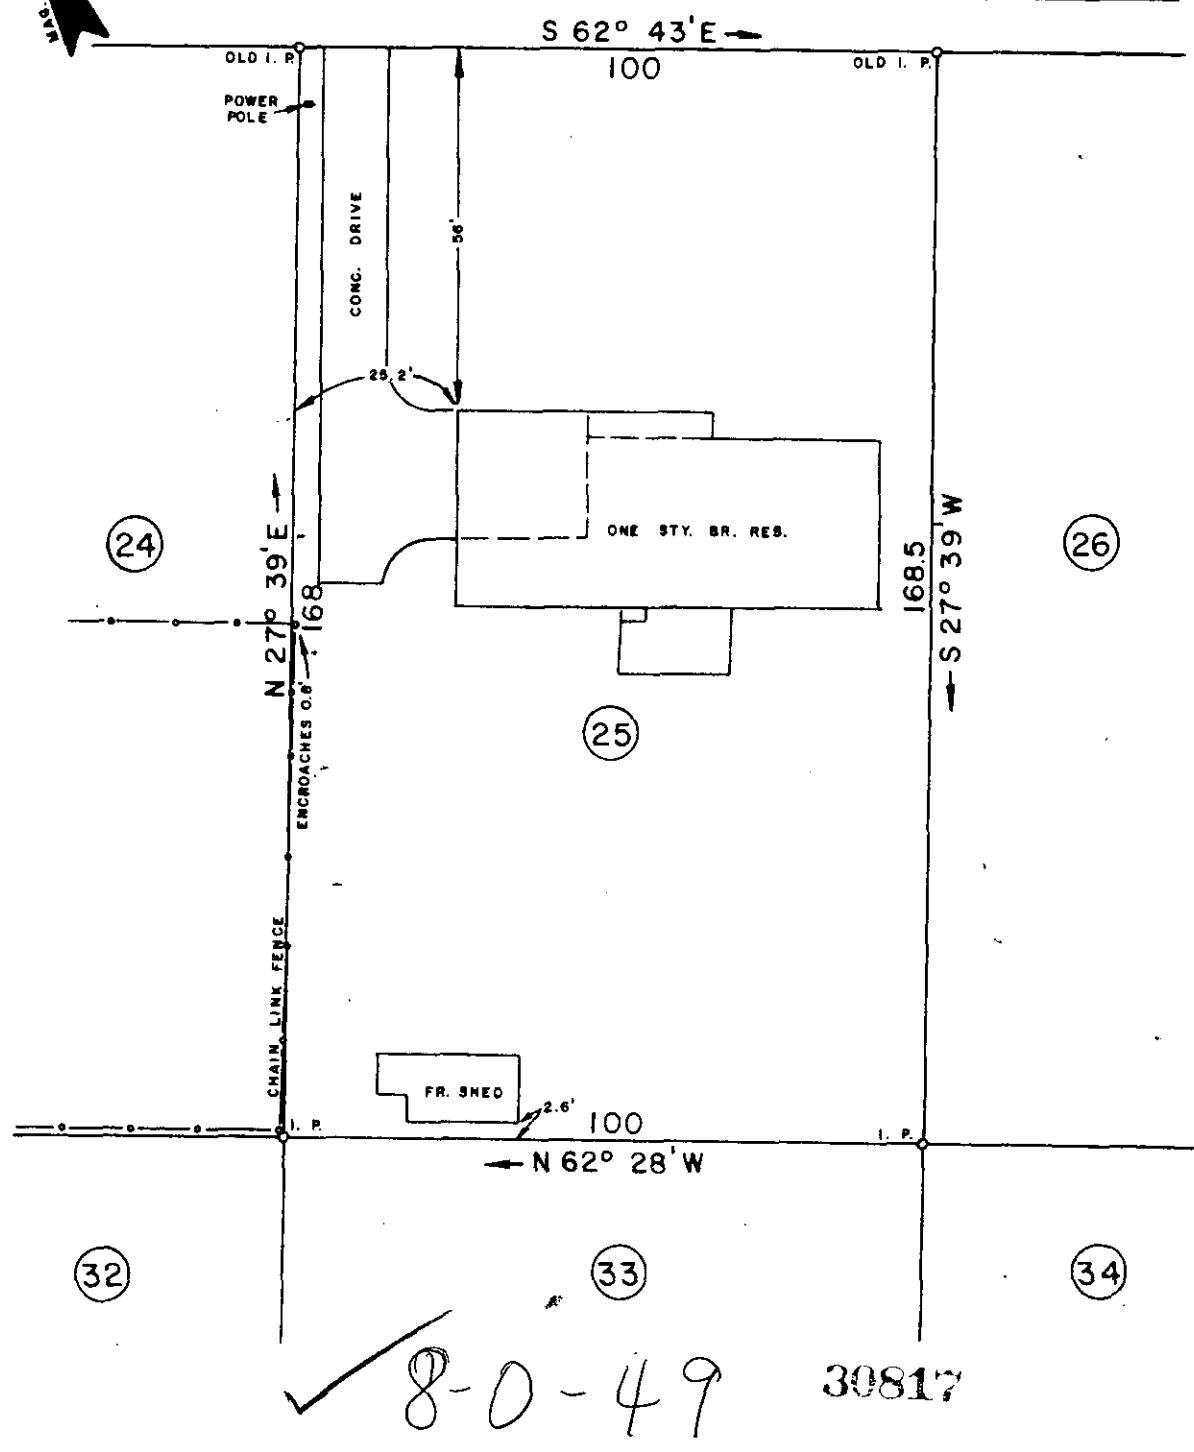 MAG.
S 62° 43'E
OLD I. P.
100
OLD I. P.
POWER
POLE
CONC. DRIVE
56'
25.2'
ONE STY. BR. RES.
24
26
N 27° 39'E
168
168.5
S 27° 39'W
ENCROACHES 0.6'
25
CHAIN LINK FENCE
FR. SHED
2.6'
I. P.
100
I. P.
N 62° 28'W
32
33
34
8-0-49
30817